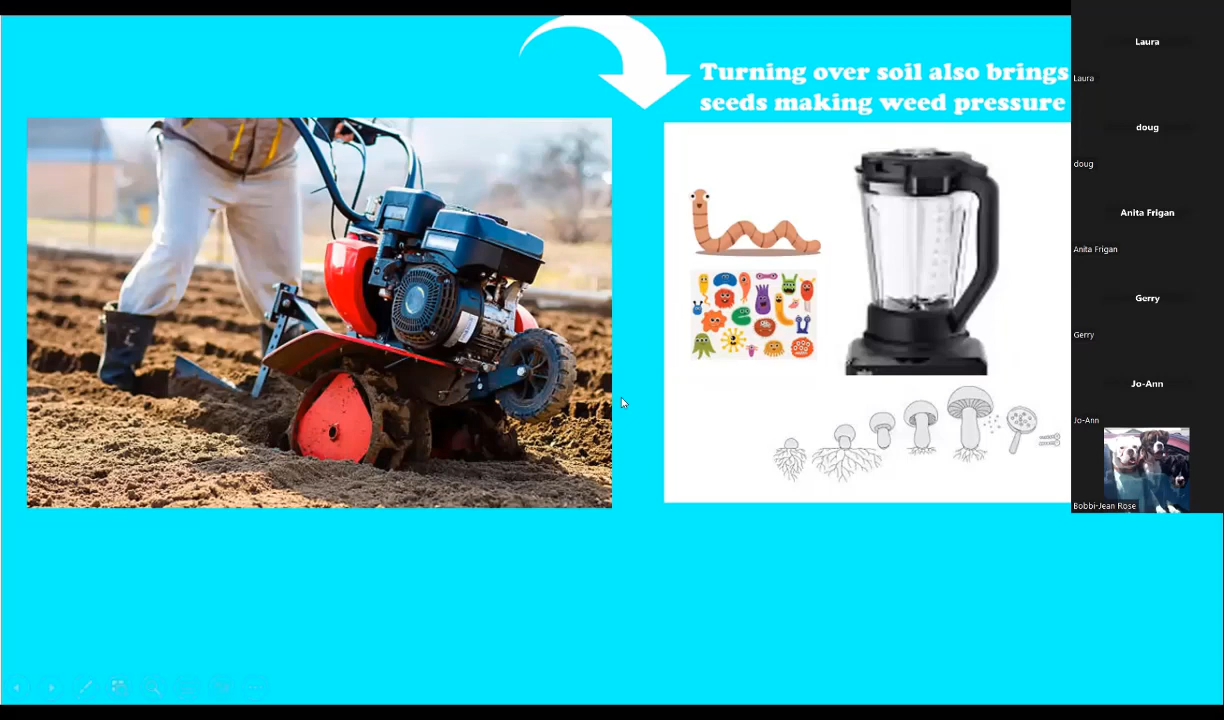 Turning over soil also brings
seeds making weed pressure
Laura
Laura
doug
doug
Anita Frigan
Anita Frigan
Gerry
Gerry
Jo-Ann
Jo-Ann
Bobbi-Jean Rose